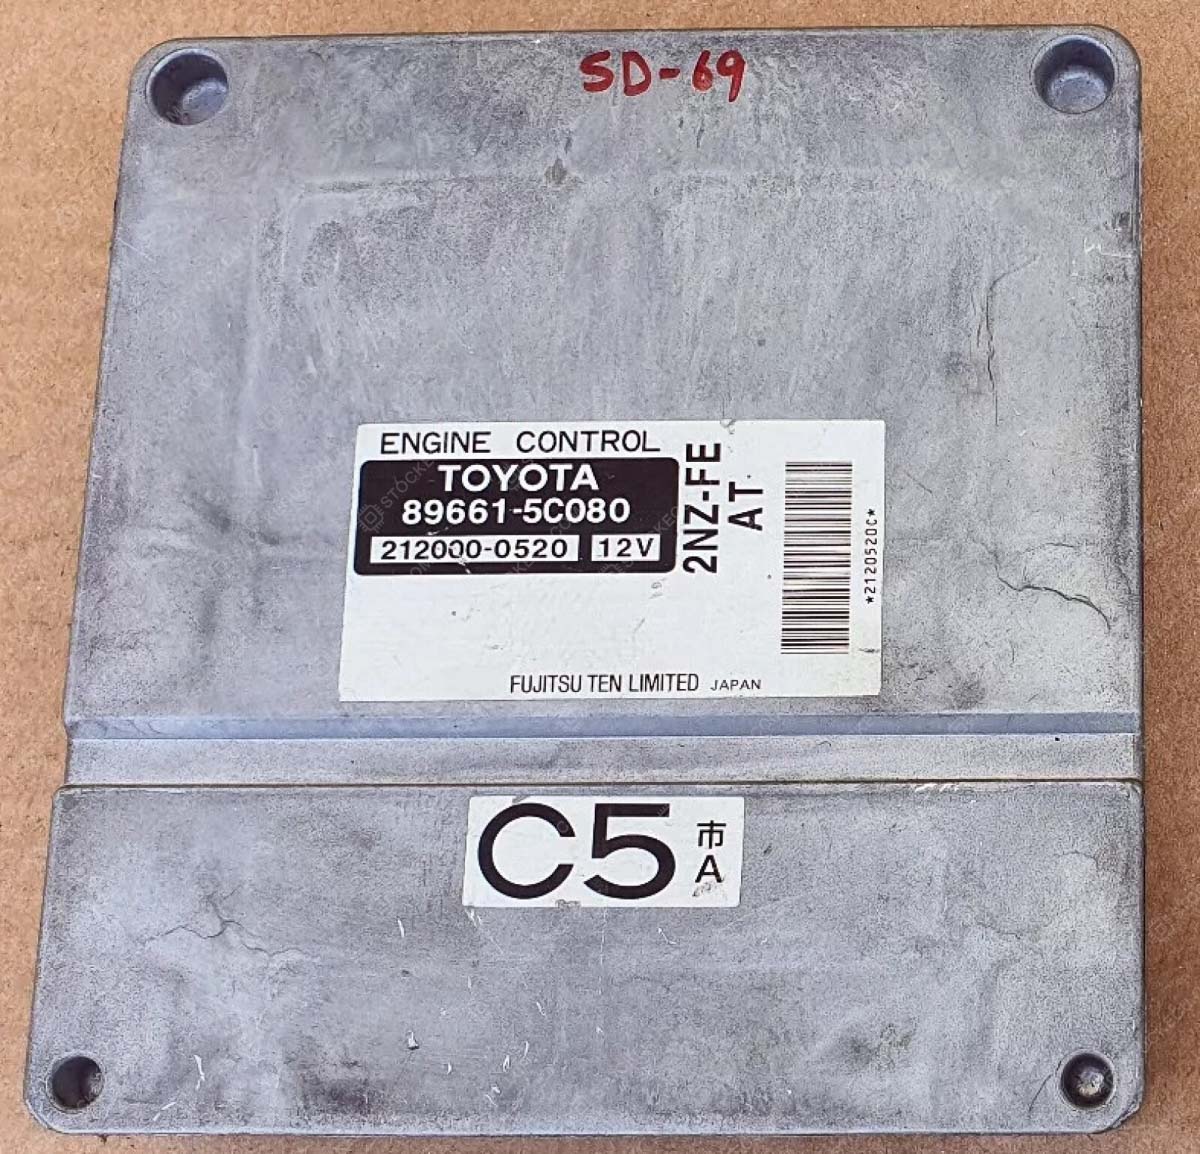 SD-69
ENGINE CONTROL
TOYOTA
89661-5C080
212000-0520 12V
2NZ-FE
AT
*2120520C*
FUJITSU TEN LIMITED JAPAN
C5 市
A